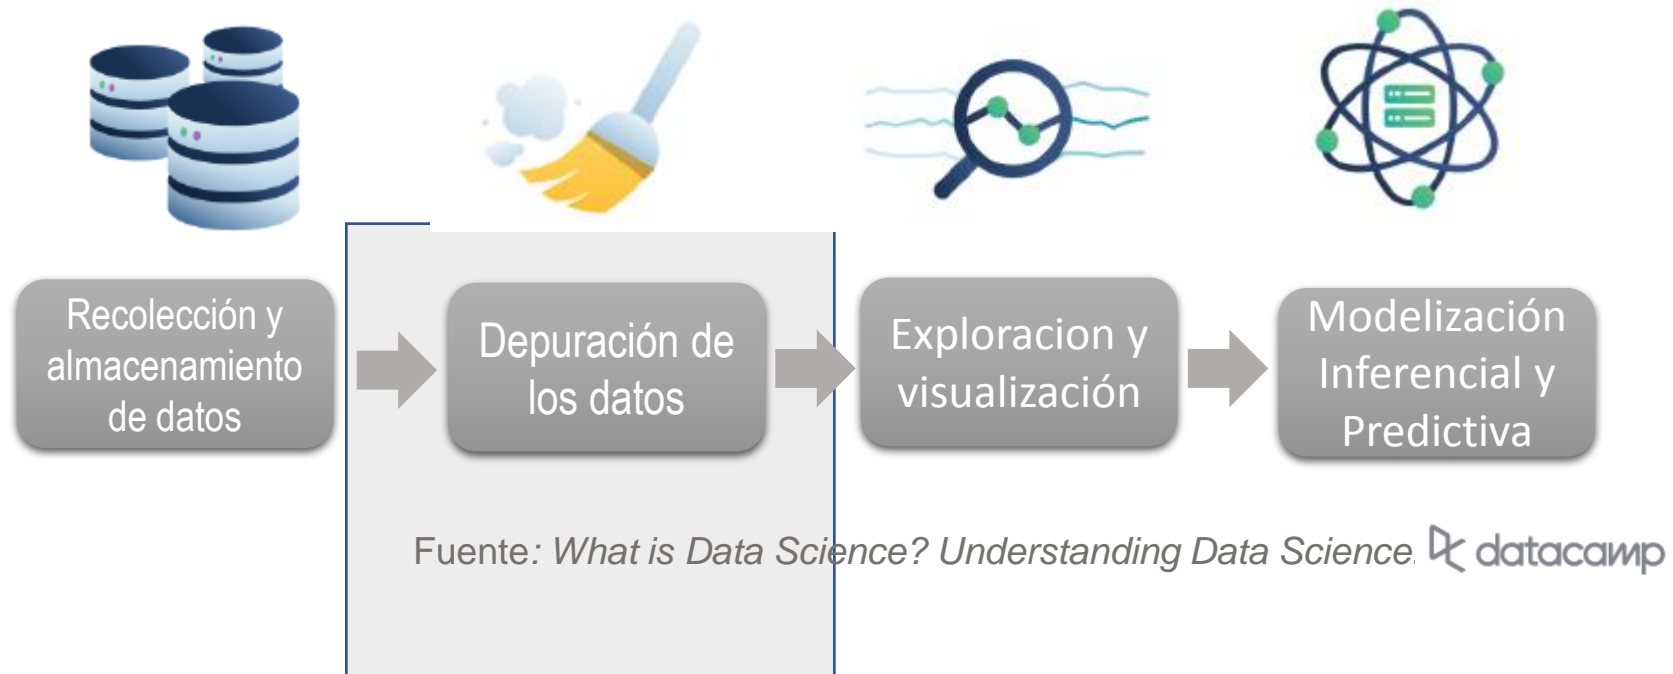 Recolección y
almacenamiento
de datos
Depuración de
los datos
Exploracion y
visualización
Modelización
Inferencial y
Predictiva
Fuente: What is Data Science? Understanding Data Science.
datacamp